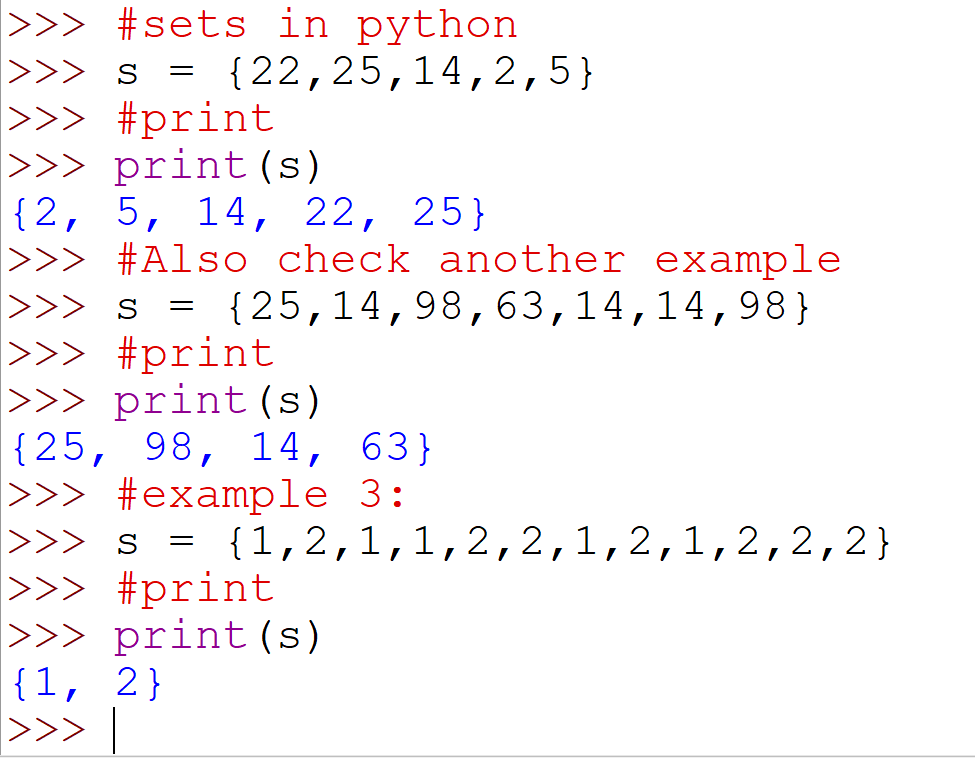 >>> #sets in python
>>> s = {22,25,14,2,5}
>>> #print
>>> print(s)
{2, 5, 14, 22, 25}
>>> #Also check another example
>>> s = {25,14,98,63,14,14,98}
>>> #print
>>> print(s)
{25, 98, 14, 63}
>>> #example 3:
>>> s = {1,2,1,1,2,2,1,2,1,2,2,2}
>>> #print
>>> print(s)
{1, 2}
>>>